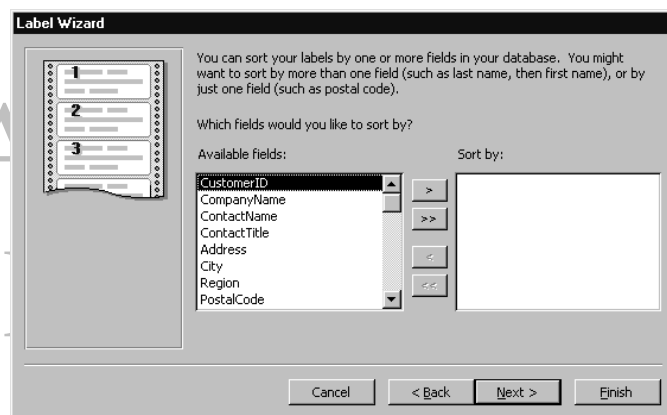 Label Wizard
1
2
3
You can sort your labels by one or more fields in your database. You might
want to sort by more than one field (such as last name, then first name), or by
just one field (such as postal code).
Which fields would you like to sort by?
Available fields:
Sort by:
CustomerID
CompanyName
ContactName
ContactTitle
Address
City
Region
PostalCode
>
>>
<
<<
Cancel
< Back
Next >
Finish